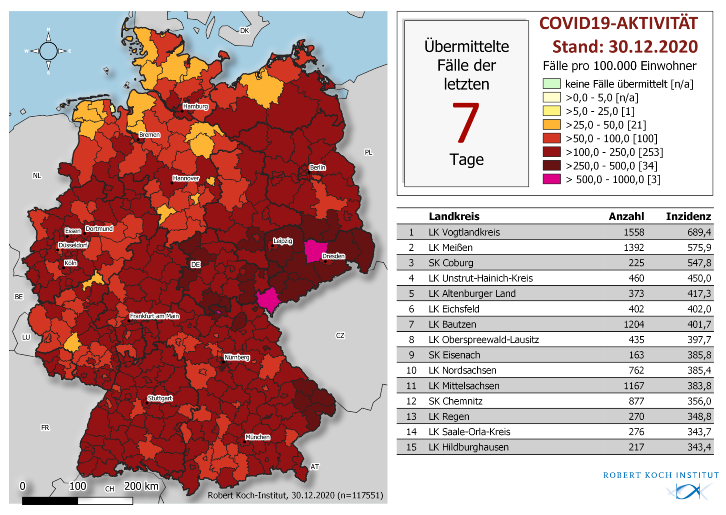 DK
Hamburg
Bremen
PL
Berlin
NL
Hannover
Essen
Dortmund
Düsseldorf
Leipzig
Dresden
Köln
DE
BE
Frankfurt am Main
LU
CZ
Nürnberg
Stuttgart
FR
München
AT
CH
0 100 200 km
Robert Koch-Institut, 30.12.2020 (n=117551)
Übermittelte
Fälle der
letzten
7
Tage
COVID19-AKTIVITÄT
Stand: 30.12.2020
Fälle pro 100.000 Einwohner
keine Fälle übermittelt [n/a]
>0,0 - 5,0 [n/a]
>5,0 - 25,0 [1]
>25,0 - 50,0 [21]
>50,0 - 100,0 [100]
>100,0 - 250,0 [253]
>250,0 - 500,0 [34]
> 500,0 - 1000,0 [3]
Landkreis Anzahl Inzidenz
1 LK Vogtlandkreis 1558 689,4
2 LK Meißen 1392 575,9
3 SK Coburg 225 547,8
4 LK Unstrut-Hainich-Kreis 460 450,0
5 LK Altenburger Land 373 417,3
6 LK Eichsfeld 402 402,0
7 LK Bautzen 1204 401,7
8 LK Oberspreewald-Lausitz 435 397,7
9 SK Eisenach 163 385,8
10 LK Nordsachsen 762 385,4
11 LK Mittelsachsen 1167 383,8
12 SK Chemnitz 877 356,0
13 LK Regen 270 348,8
14 LK Saale-Orla-Kreis 276 343,7
15 LK Hildburghausen 217 343,4
ROBERT KOCH INSTITUT